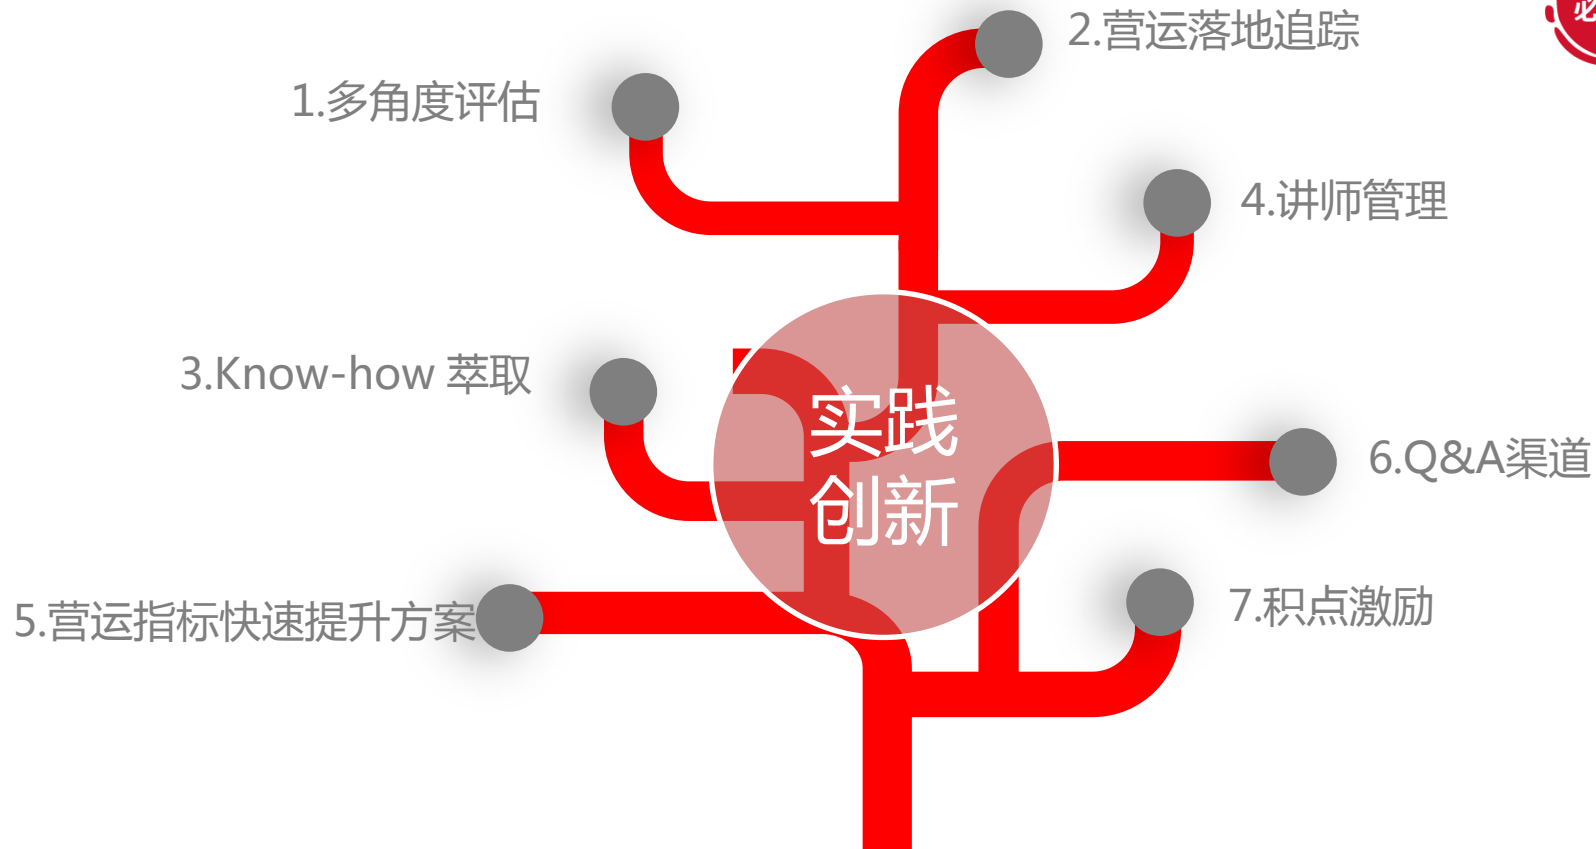 2.营运落地追踪
1.多角度评估
4.讲师管理
3.Know-how 萃取
实践
创新
6.Q&A渠道
5.营运指标快速提升方案
7.积点激励